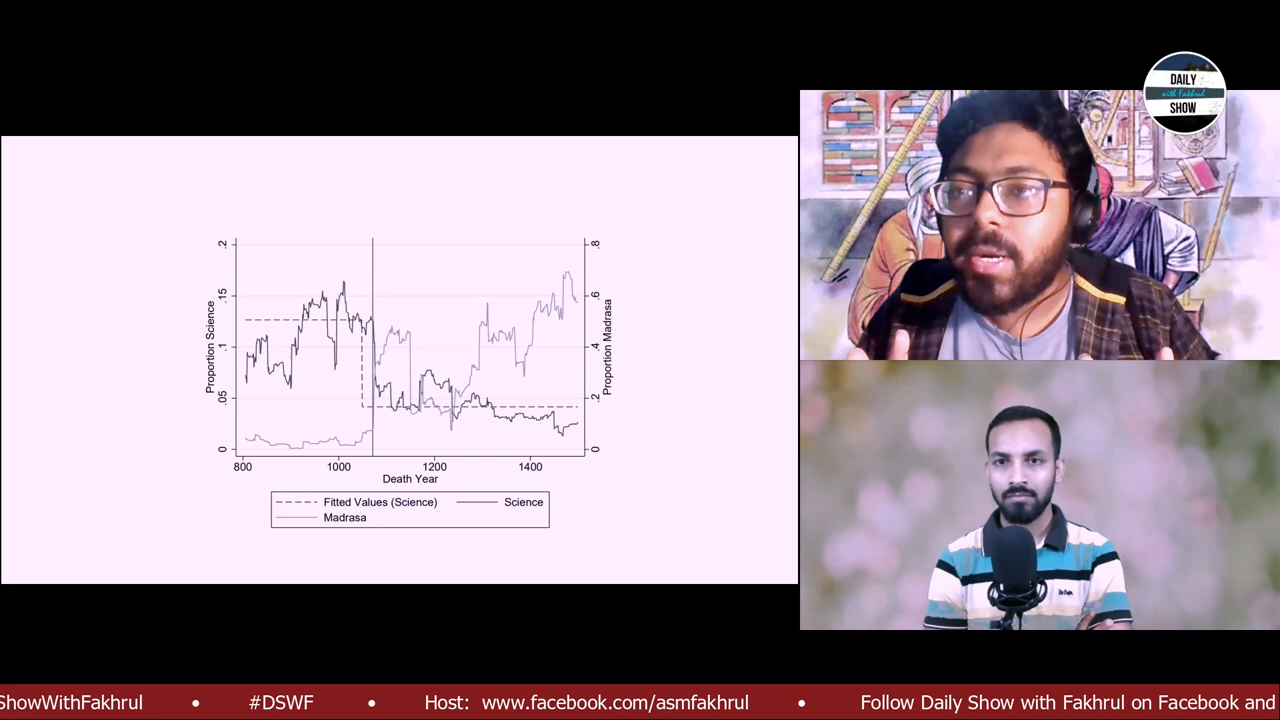 DAILY
with Fakhrul
SHOW
.2
.15
.1
.05
0
Proportion Science
.8
.6
.4
.2
0
Proportion Madrasa
800
1000
1200
1400
Death Year
Fitted Values (Science)
Science
Madrasa
ShowWithFakhrul • #DSWF • Host: www.facebook.com/asmfakhrul • Follow Daily Show with Fakhrul on Facebook and